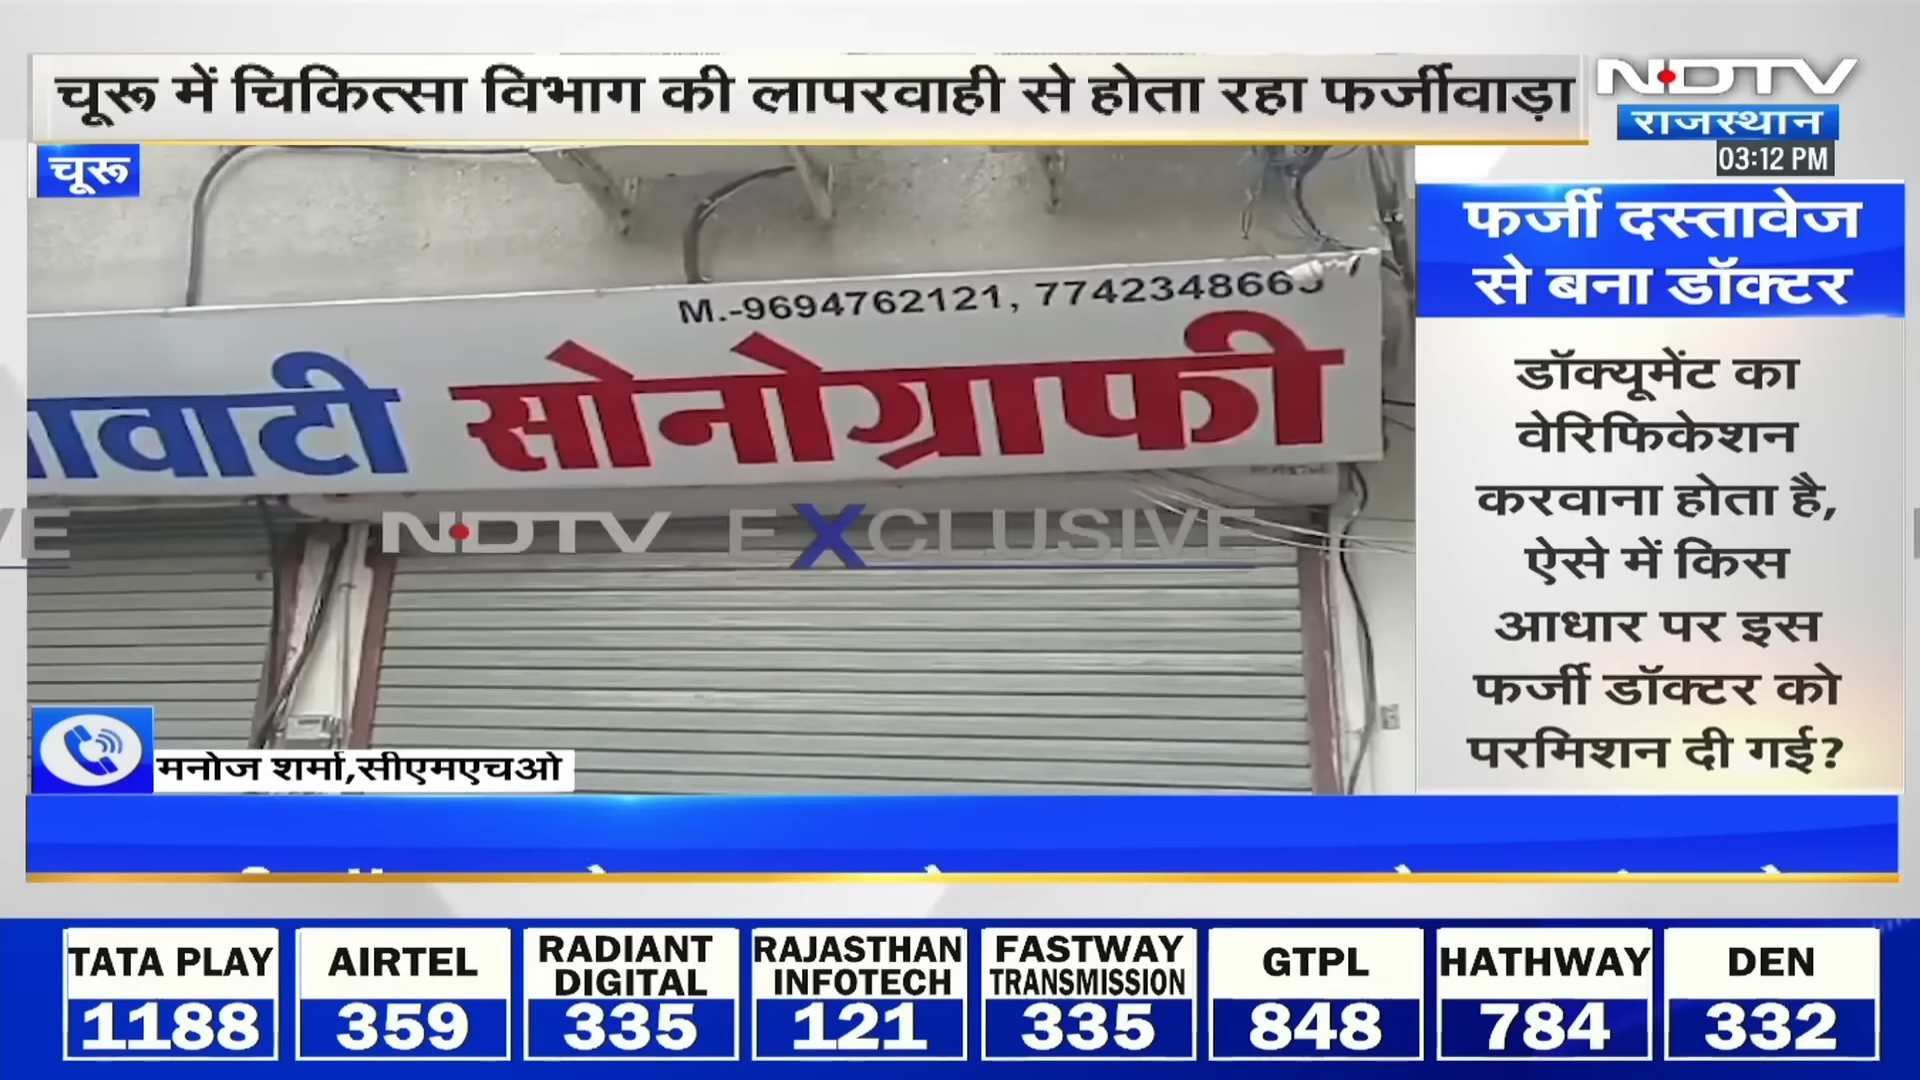 चूरू में चिकित्सा विभाग की लापरवाही से होता रहा फर्जीवाड़ा
NDTV
राजस्थान
03:12 PM
चूरू
फर्जी दस्तावेज
से बना डॉक्टर
डॉक्यूमेंट का
वेरिफिकेशन
करवाना होता है,
ऐसे में किस
आधार पर इस
फर्जी डॉक्टर को
परमिशन दी गई?
M.-9694762121,
सोनोग्राफी
NDTV EXCLUSIVE
मनोज शर्मा,सीएमएचओ
TATA PLAY
1188
AIRTEL
359
RADIANT
DIGITAL
335
RAJASTHAN
INFOTECH
121
FASTWAY
TRANSMISSION
335
GTPL
848
HATHWAY
784
DEN
332